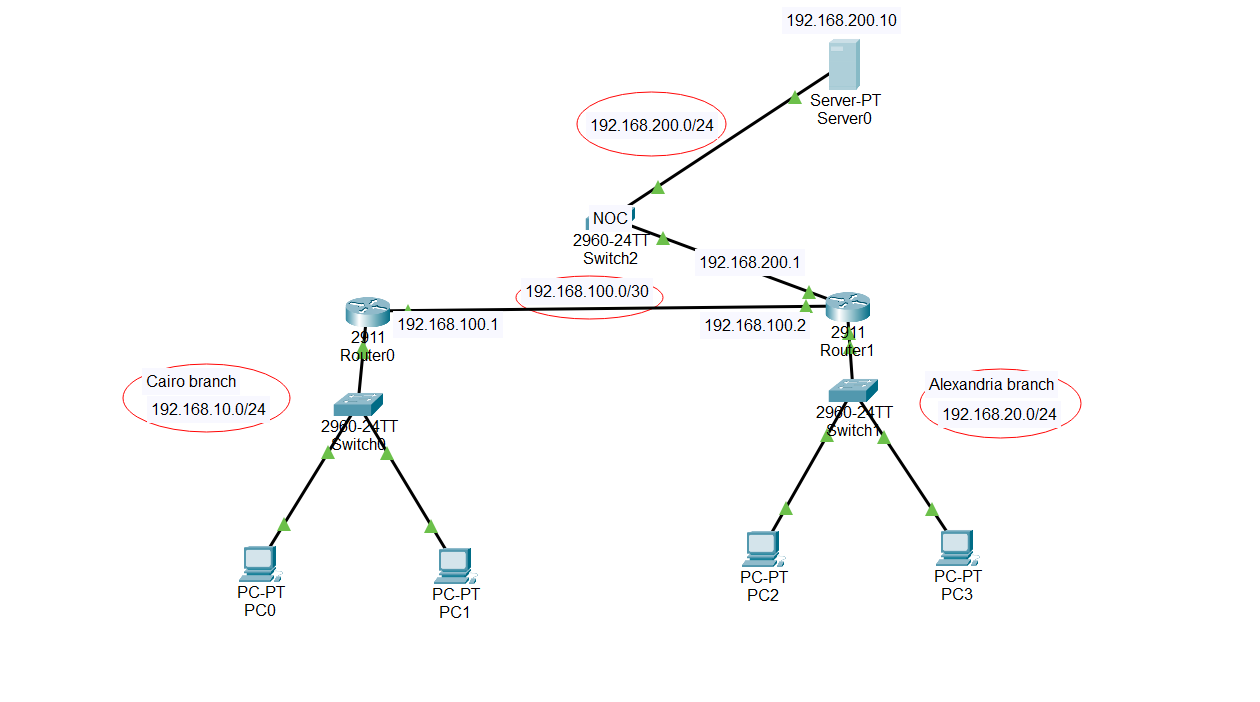 192.168.200.10
Server-PT
Server0
192.168.200.0/24
NOC
2960-24TT
Switch2
192.168.200.1
192.168.100.0/30
192.168.100.1
192.168.100.2
2911
Router0
2911
Router1
Cairo branch
192.168.10.0/24
Alexandria branch
192.168.20.0/24
2960-24TT
Switch0
2960-24TT
Switch1
PC-PT
PC0
PC-PT
PC1
PC-PT
PC2
PC-PT
PC3